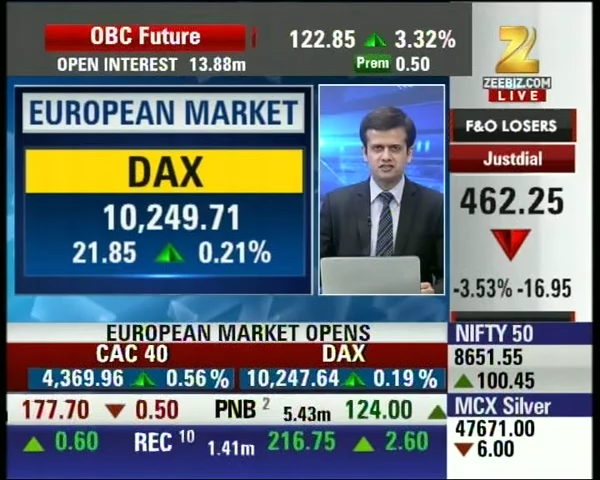 OBC Future
122.85 3.32%
OPEN INTEREST 13.88m
Prem 0.50
Z
ZEEBIZ.COM
LIVE
EUROPEAN MARKET
DAX
10,249.71
21.85 0.21%
F&O LOSERS
Justdial
462.25
-3.53% -16.95
EUROPEAN MARKET OPENS
CAC 40 DAX
4,369.96 0.56% 10,247.64 0.19%
NIFTY 50
8651.55
100.45
177.70 0.50 PNB 2 5.43m 124.00
0.60 REC 10 1.41m 216.75 2.60
MCX Silver
47671.00
6.00